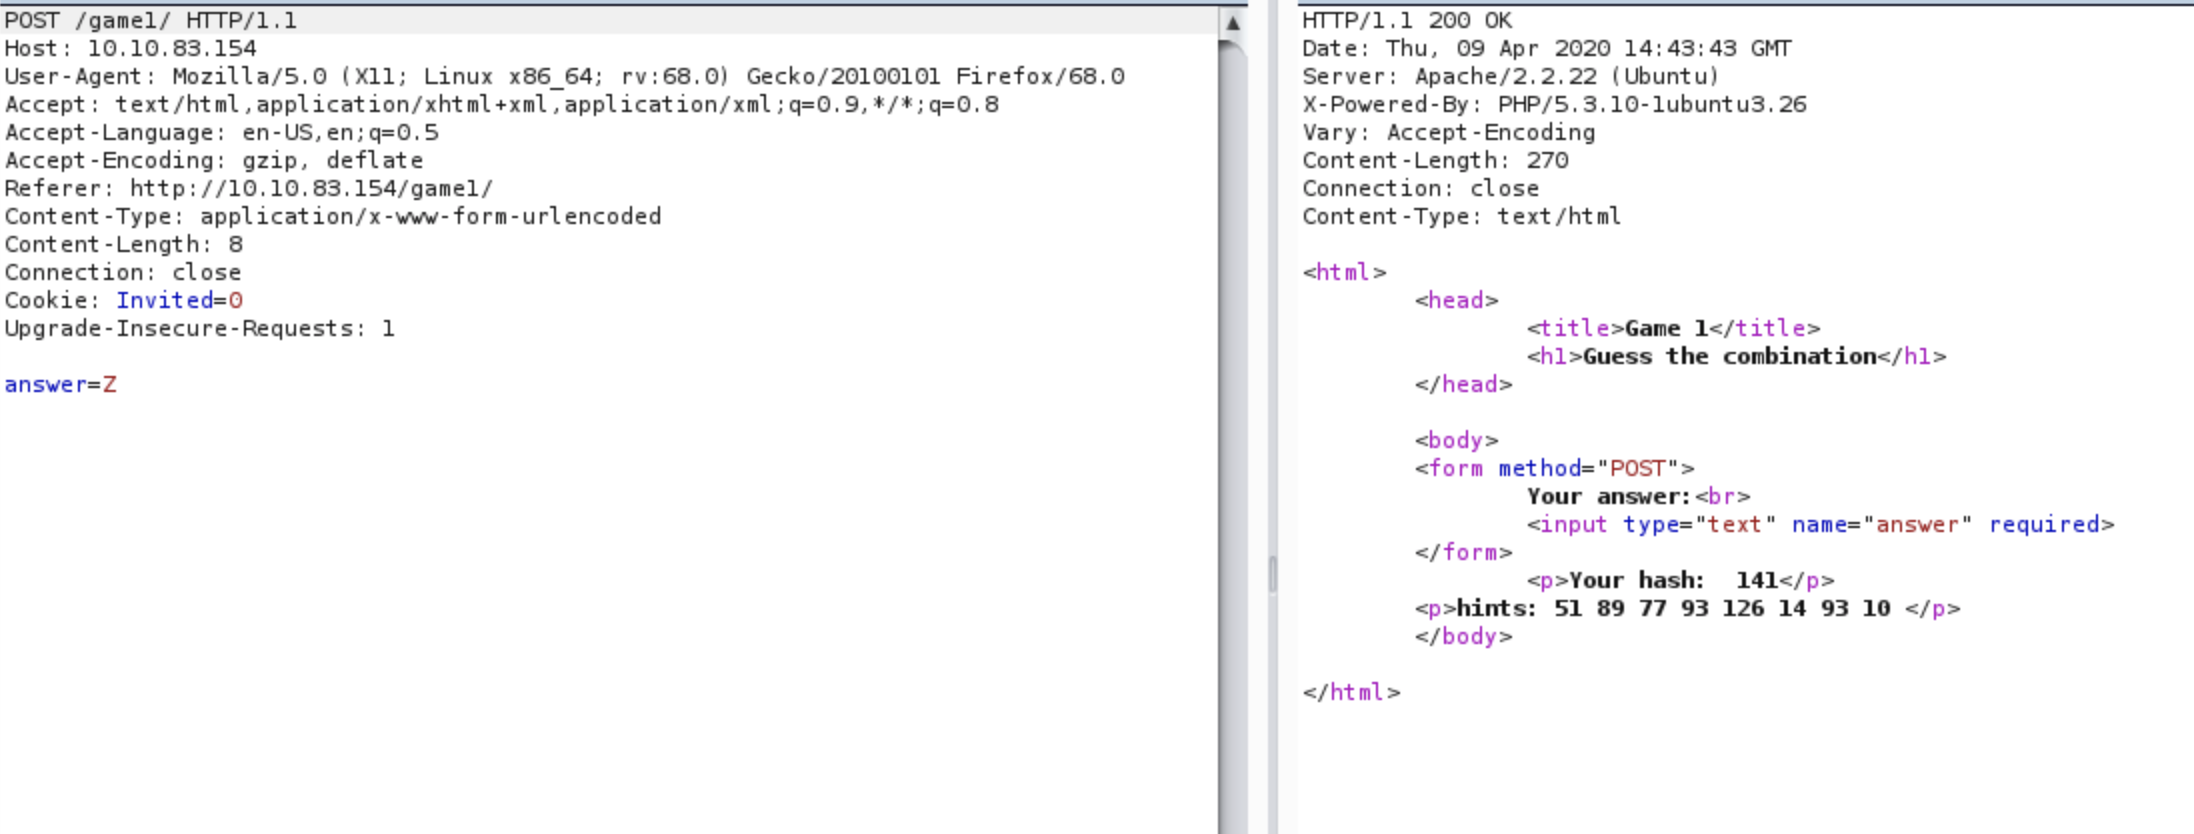 POST /game1/ HTTP/1.1
Host: 10.10.83.154
User-Agent: Mozilla/5.0 (X11; Linux x86_64; rv:68.0) Gecko/20100101 Firefox/68.0
Accept: text/html,application/xhtml+xml,application/xml;q=0.9,*/*;q=0.8
Accept-Language: en-US,en;q=0.5
Accept-Encoding: gzip, deflate
Referer: http://10.10.83.154/game1/
Content-Type: application/x-www-form-urlencoded
Content-Length: 8
Connection: close
Cookie: Invited=0
Upgrade-Insecure-Requests: 1
answer=Z
HTTP/1.1 200 OK
Date: Thu, 09 Apr 2020 14:43:43 GMT
Server: Apache/2.2.22 (Ubuntu)
X-Powered-By: PHP/5.3.10-1ubuntu3.26
Vary: Accept-Encoding
Content-Length: 270
Connection: close
Content-Type: text/html
<html>
<head>
<title>Game 1</title>
<h1>Guess the combination</h1>
</head>
<body>
<form method="POST">
Your answer:<br>
<input type="text" name="answer" required>
</form>
<p>Your hash:  141</p>
<p>hints: 51 89 77 93 126 14 93 10 </p>
</body>
</html>